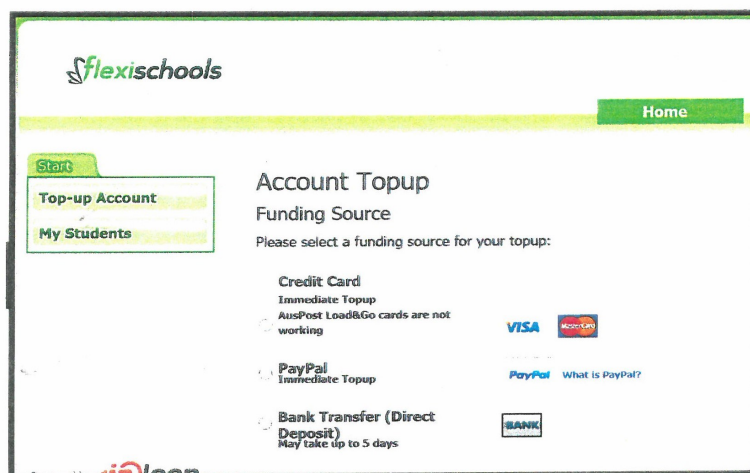 flexischools
Home
Start
Top-up Account
My Students
Account Topup
Funding Source
Please select a funding source for your topup:
Credit Card
Immediate Topup
AusPost Load&Go cards are not
working
VISA
MasterCard
PayPal
Immediate Topup
PayPal What is PayPal?
Bank Transfer (Direct
Deposit)
May take up to 5 days
BANK